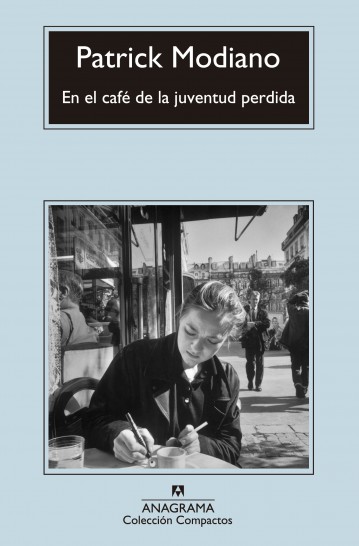 Patrick Modiano
En el café de la juventud perdida
ANAGRAMA
Colección Compactos